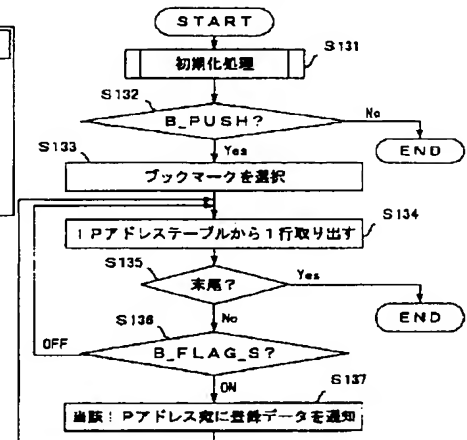 START
S131
初期化処理
S132
B_PUSH?
No
END
Yes
S133
ブックマークを選択
S134
IPアドレステーブルから1行取り出す
S135
末尾?
Yes
END
No
S136
B_FLAG_S?
OFF
ON
S137
当該IPアドレス宛に登録データを通知